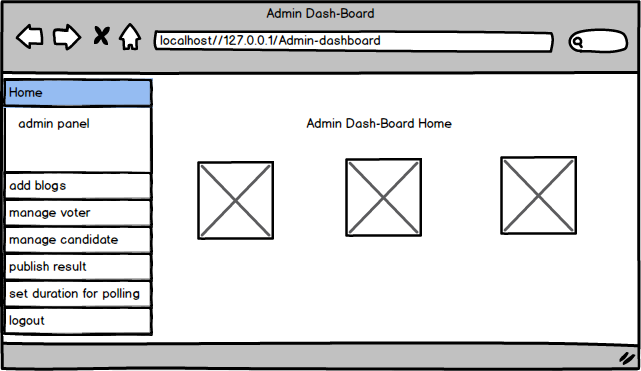 Admin Dash-Board
localhost//127.0.0.1/Admin-dashboard
Home
admin panel
add blogs
manage voter
manage candidate
publish result
set duration for polling
logout
Admin Dash-Board Home